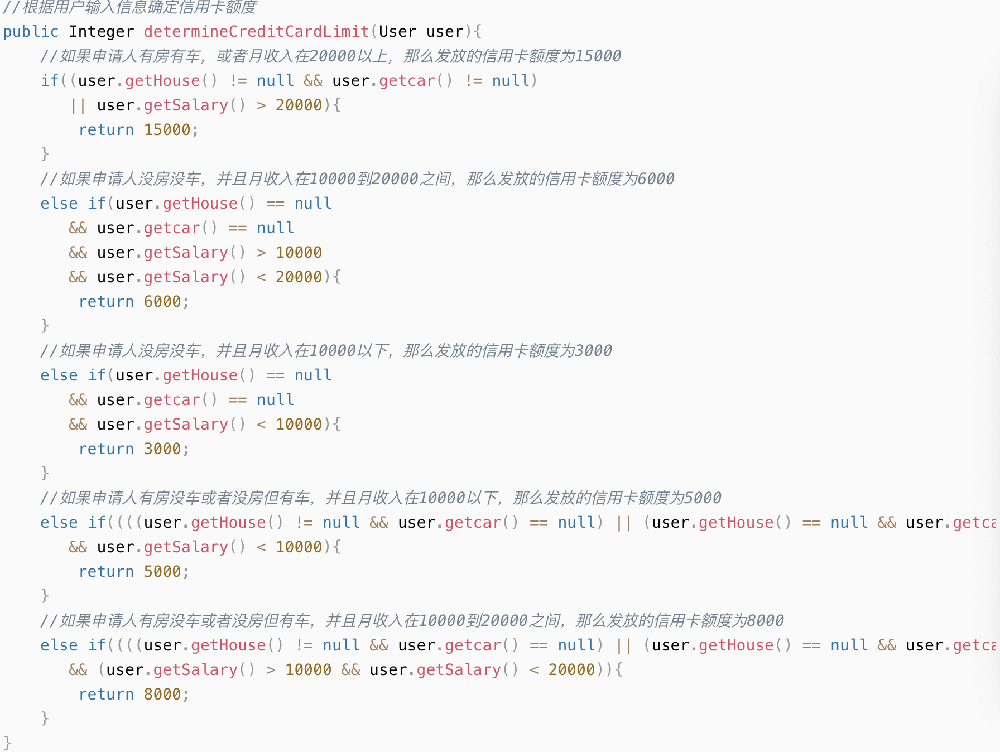 //根据用户输入信息确定信用卡额度
public Integer determineCreditCardLimit(User user){
    //如果申请人有房有车，或者月收入在20000以上，那么发放的信用卡额度为15000
    if((user.getHouse() != null && user.getcar() != null)
       || user.getSalary() > 20000){
        return 15000;
    }
    //如果申请人没房没车，并且月收入在10000到20000之间，那么发放的信用卡额度为6000
    else if(user.getHouse() == null
       && user.getcar() == null
       && user.getSalary() > 10000
       && user.getSalary() < 20000){
        return 6000;
    }
    //如果申请人没房没车，并且月收入在10000以下，那么发放的信用卡额度为3000
    else if(user.getHouse() == null
       && user.getcar() == null
       && user.getSalary() < 10000){
        return 3000;
    }
    //如果申请人有房没车或者没房但有车，并且月收入在10000以下，那么发放的信用卡额度为5000
    else if((((user.getHouse() != null && user.getcar() == null) || (user.getHouse() == null && user.getca
       && user.getSalary() < 10000){
        return 5000;
    }
    //如果申请人有房没车或者没房但有车，并且月收入在10000到20000之间，那么发放的信用卡额度为8000
    else if((((user.getHouse() != null && user.getcar() == null) || (user.getHouse() == null && user.getca
       && (user.getSalary() > 10000 && user.getSalary() < 20000)){
        return 8000;
    }
}